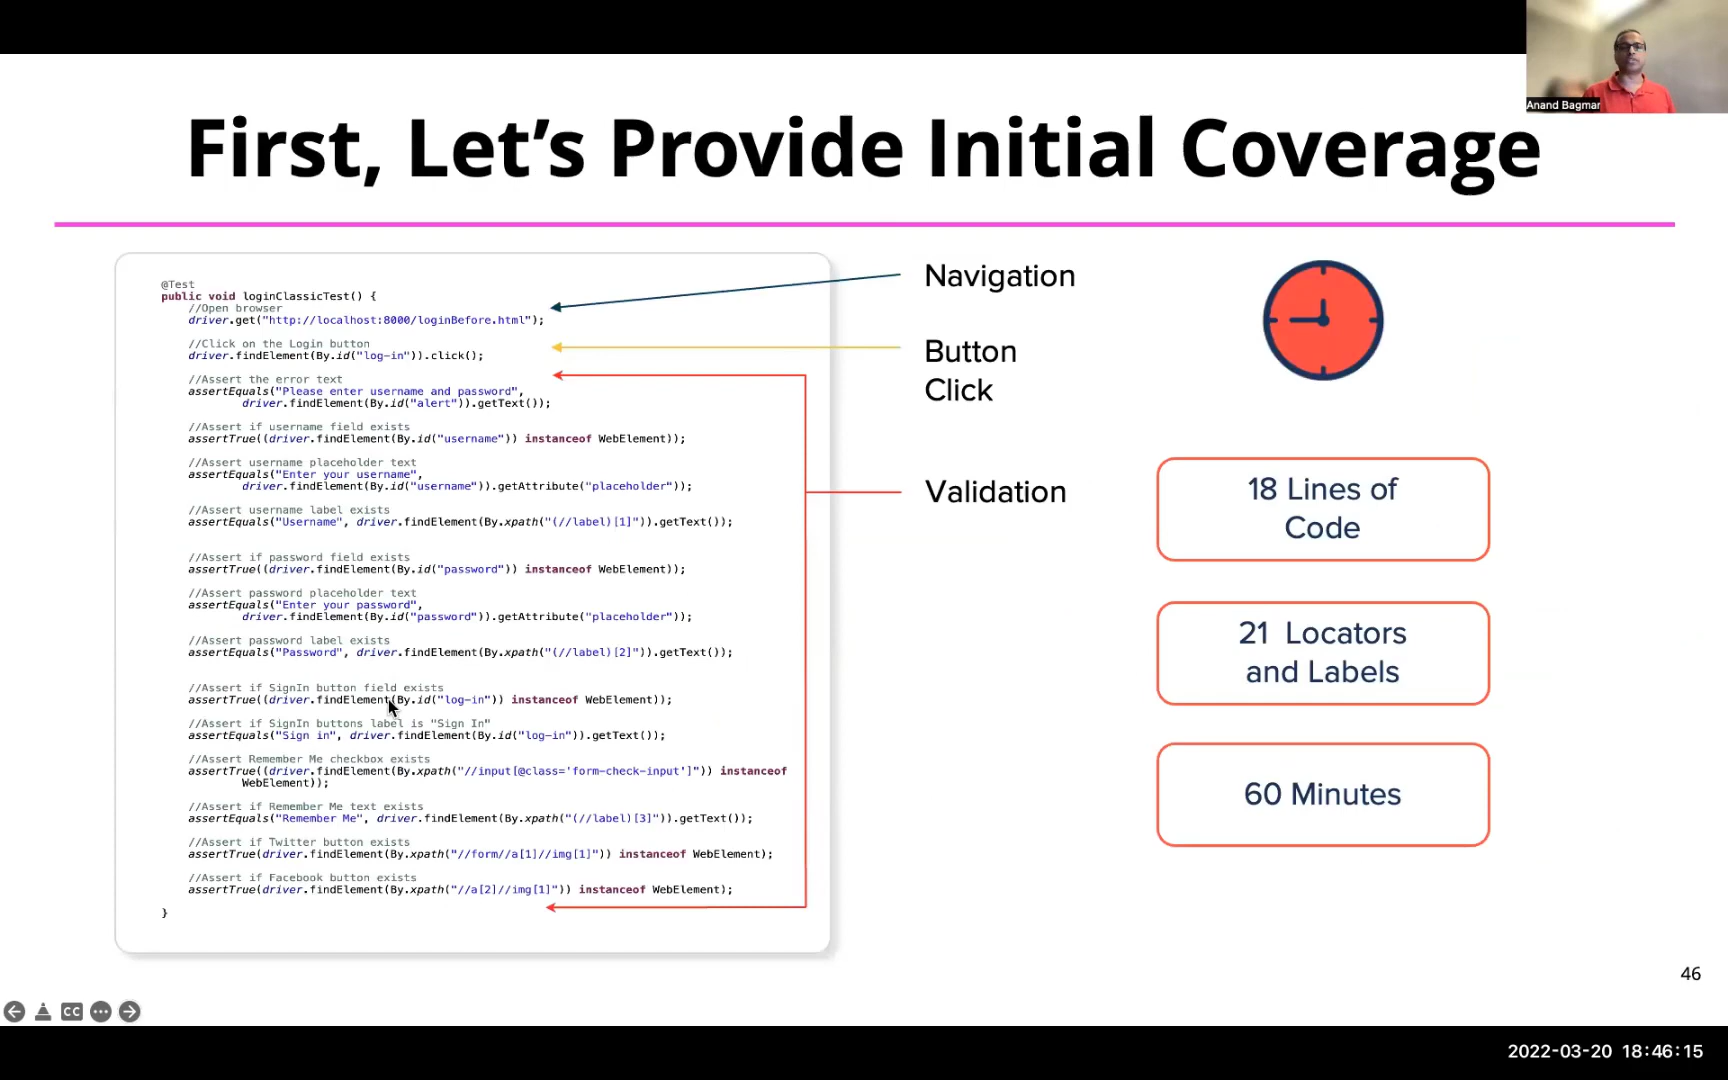 Anand Bagmar
First, Let’s Provide Initial Coverage
@Test
public void loginClassicTest() {
//Open browser
driver.get("http://localhost:8000/loginBefore.html");
//Click on the Login button
driver.findElement(By.id("log-in")).click();
//Assert the error text
assertEquals("Please enter username and password",
driver.findElement(By.id("alert")).getText());
//Assert if username field exists
assertTrue((driver.findElement(By.id("username")) instanceof WebElement));
//Assert username placeholder text
assertEquals("Enter your username",
driver.findElement(By.id("username")).getAttribute("placeholder"));
//Assert username label exists
assertEquals("Username", driver.findElement(By.xpath("(//label)[1]")).getText());
//Assert if password field exists
assertTrue((driver.findElement(By.id("password")) instanceof WebElement));
//Assert password placeholder text
assertEquals("Enter your password",
driver.findElement(By.id("password")).getAttribute("placeholder"));
//Assert password label exists
assertEquals("Password", driver.findElement(By.xpath("(//label)[2]")).getText());
//Assert if SignIn button field exists
assertTrue((driver.findElement(By.id("log-in")) instanceof WebElement));
//Assert if SignIn buttons label is "Sign In"
assertEquals("Sign in", driver.findElement(By.id("log-in")).getText());
//Assert Remember Me checkbox exists
assertTrue((driver.findElement(By.xpath("//input[@class='form-check-input']")) instanceof
WebElement));
//Assert if Remember Me text exists
assertEquals("Remember Me", driver.findElement(By.xpath("(//label)[3]")).getText());
//Assert if Twitter button exists
assertTrue(driver.findElement(By.xpath("//form//a[1]//img[1]")) instanceof WebElement);
//Assert if Facebook button exists
assertTrue(driver.findElement(By.xpath("//a[2]//img[1]")) instanceof WebElement);
}
Navigation
Button
Click
Validation
18 Lines of
Code
21 Locators
and Labels
60 Minutes
46
CC
2022-03-20 18:46:15